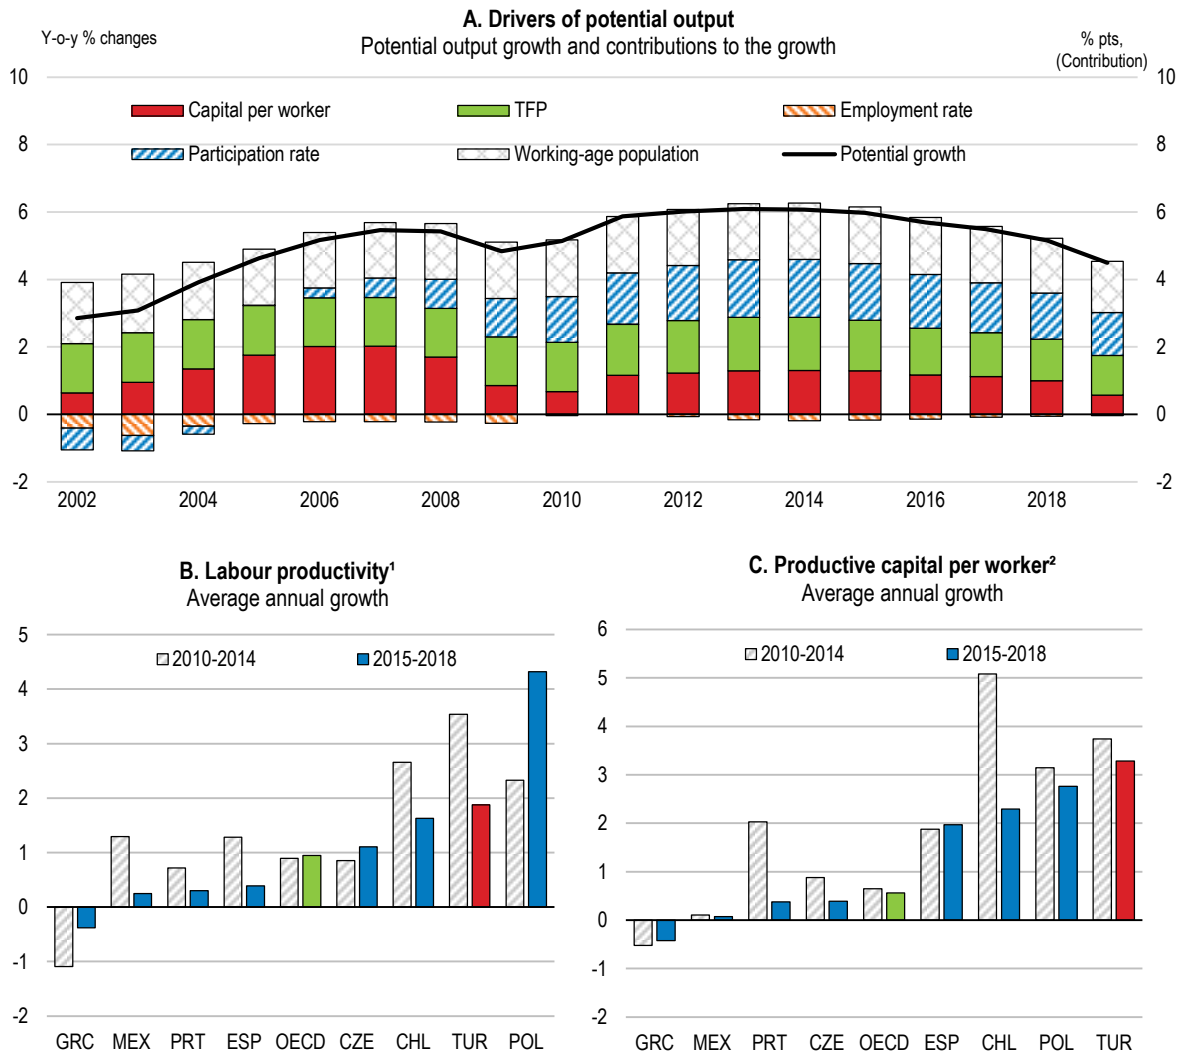 A. Drivers of potential output
Y-o-y % changes
Potential output growth and contributions to the growth
% pts,
(Contribution)
10
10
Capital per worker
TFP
Employment rate
8
8
Participation rate
Working-age population
Potential growth
6
6
4
4
2
2
0
0
-2
-2
2002
2004
2006
2008
2010
2012
2014
2016
2018
B. Labour productivity¹
Average annual growth
5
2010-2014
2015-2018
4
3
2
1
0
-1
-2
GRC
MEX
PRT
ESP
OECD
CZE
CHL
TUR
POL
C. Productive capital per worker²
Average annual growth
6
2010-2014
2015-2018
5
4
3
2
1
0
-1
-2
GRC
MEX
PRT
CZE
OECD
ESP
CHL
POL
TUR